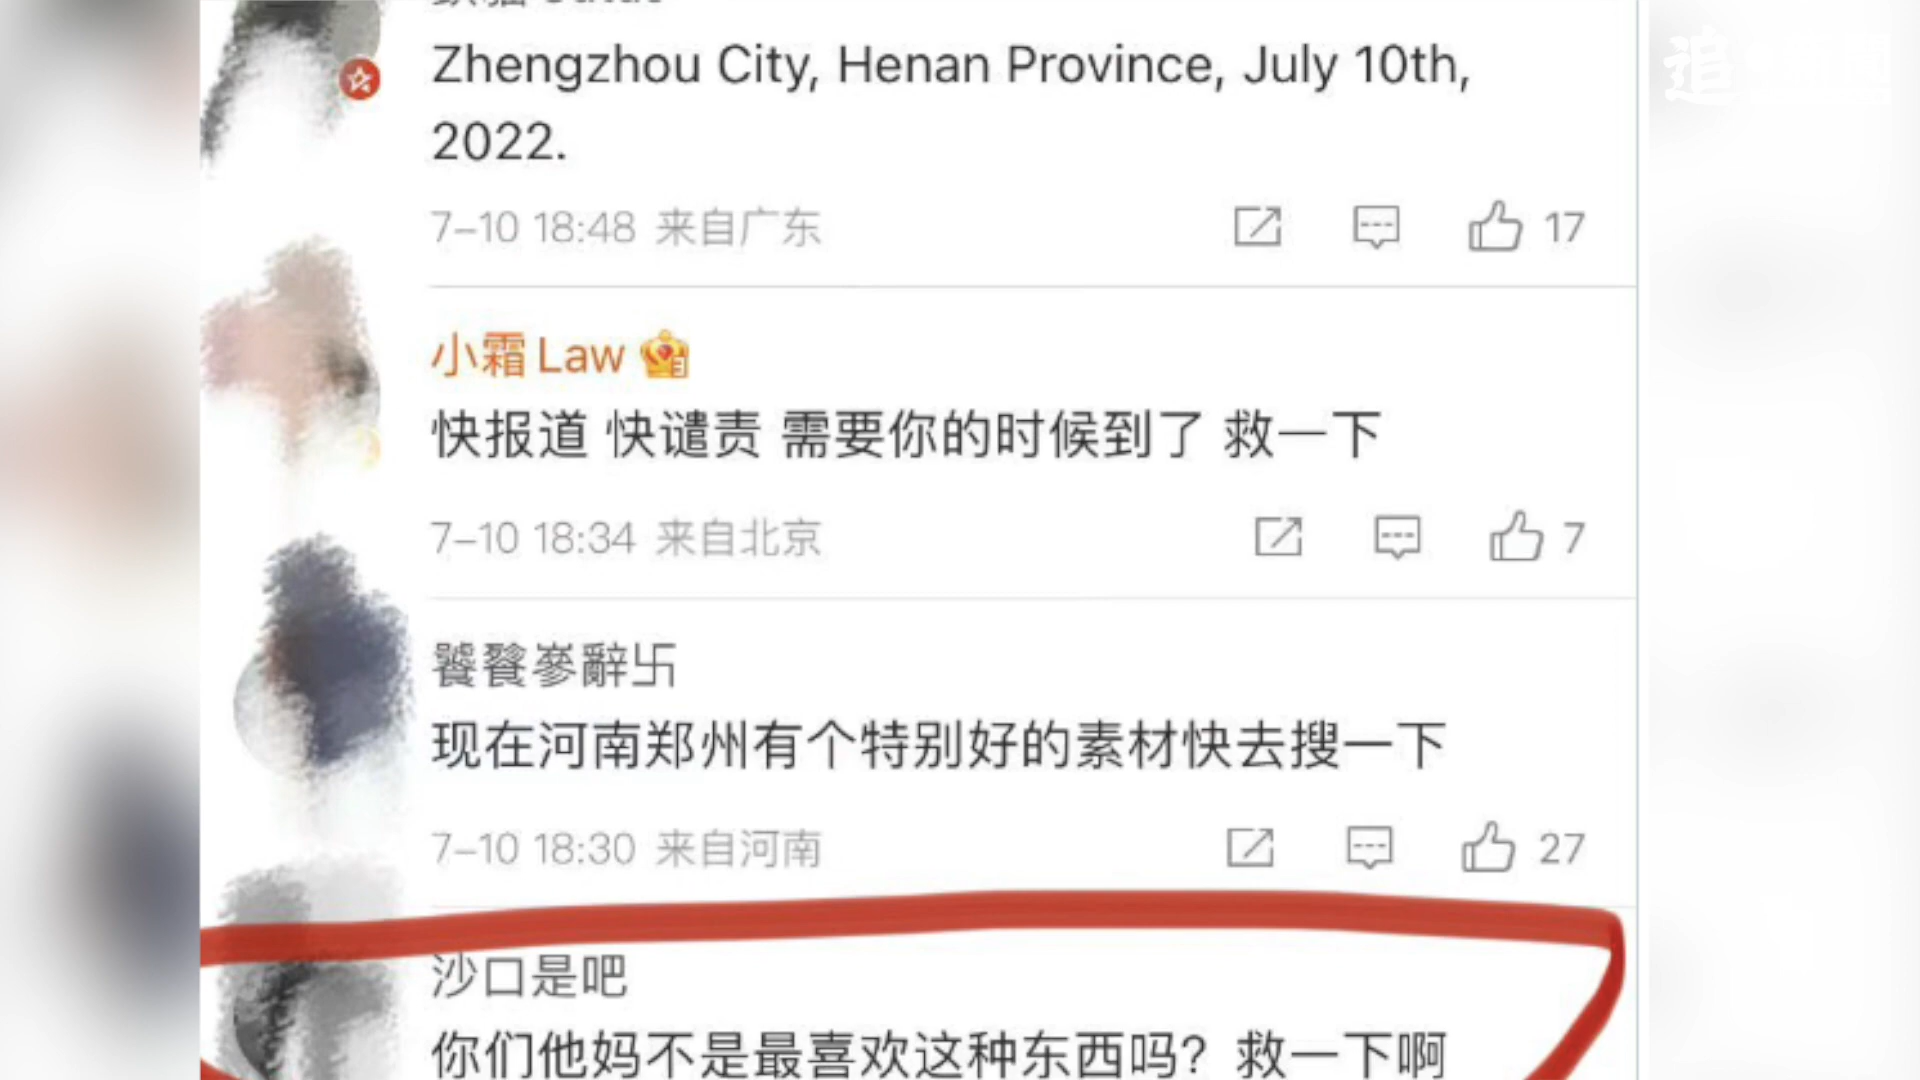 Zhengzhou City, Henan Province, July 10th,
2022.
7-10 18:48 来自广东
17
小霜Law
快报道 快谴责 需要你的时候到了 救一下
7-10 18:34 来自北京
7
饕餮嵾辭卐
现在河南郑州有个特别好的素材快去搜一下
7-10 18:30 来自河南
27
沙口是吧
你们他妈不是最喜欢这种东西吗？救一下啊
追